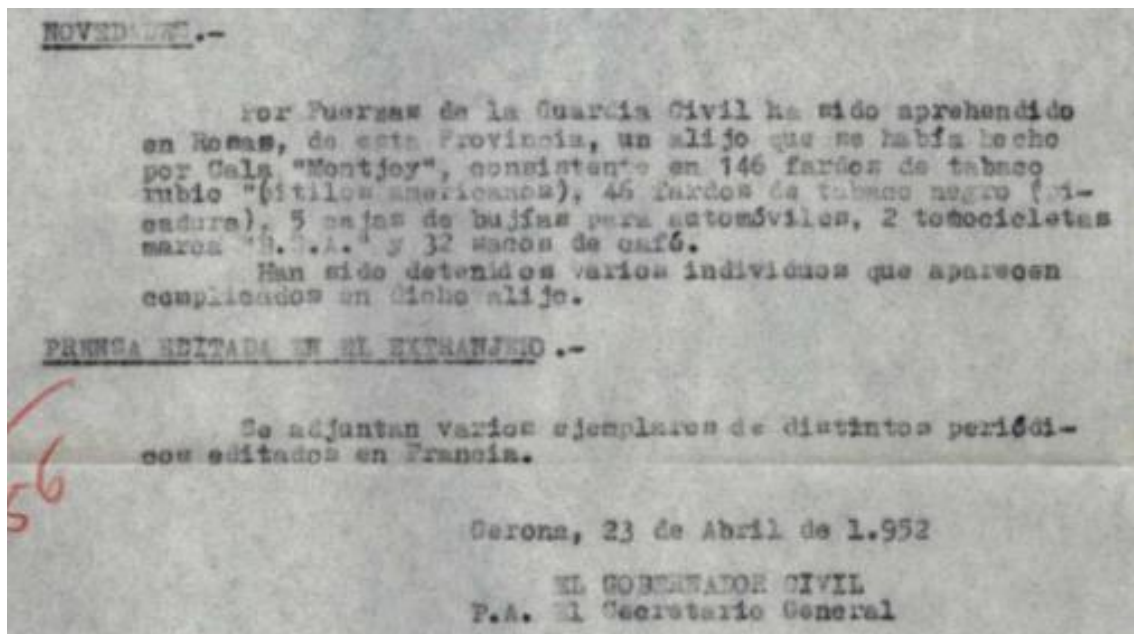 NOVEDADES.-
Por Fuerzas de la Guardia Civil ha sido aprehendido
en Rosas, de esta Provincia, un alijo que se había hecho
por Cala "Montjoy", consistente en 146 fardos de tabaco
rubio "(itilos americanos), 46 fardos de tabaco negro (pi-
cadura), 5 cajas de bujías para automóviles, 2 tomocicletas
marca "B.S.A." y 32 sacos de café.
Han sido detenidos varios individuos que aparecen
complicados en dicho alijo.
PRENSA EDITADA EN EL EXTRANJERO.-
Se adjuntan varios ejemplares de distintos periódi-
cos editados en Francia.
56
Gerona, 23 de Abril de 1.952
EL GOBERNADOR CIVIL
P.A. El Secretario General